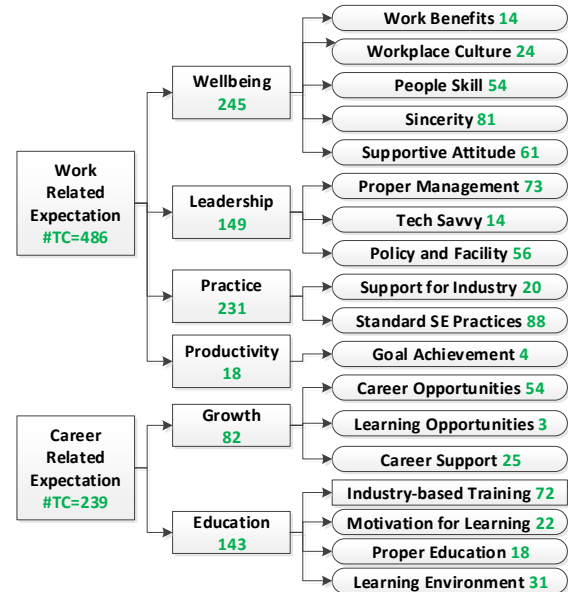 Work Related Expectation #TC=486
Wellbeing 245
Work Benefits 14
Workplace Culture 24
People Skill 54
Sincerity 81
Supportive Attitude 61
Leadership 149
Proper Management 73
Tech Savvy 14
Policy and Facility 56
Practice 231
Support for Industry 20
Standard SE Practices 88
Productivity 18
Goal Achievement 4
Career Related Expectation #TC=239
Growth 82
Career Opportunities 54
Learning Opportunities 3
Career Support 25
Education 143
Industry-based Training 72
Motivation for Learning 22
Proper Education 18
Learning Environment 31